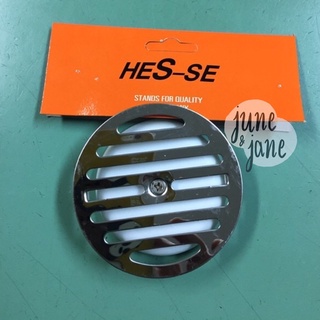 HES-SE
STANDS FOR QUALITY
june
&
jane